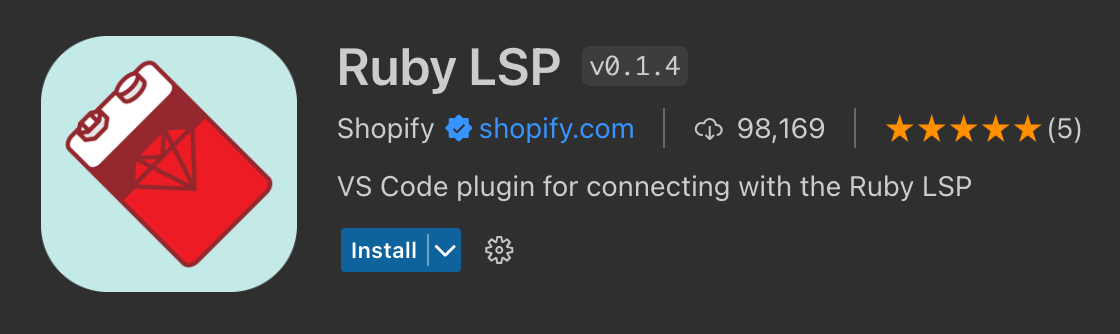 Ruby LSP v0.1.4
Shopify shopify.com 98,169 (5)
VS Code plugin for connecting with the Ruby LSP
Install